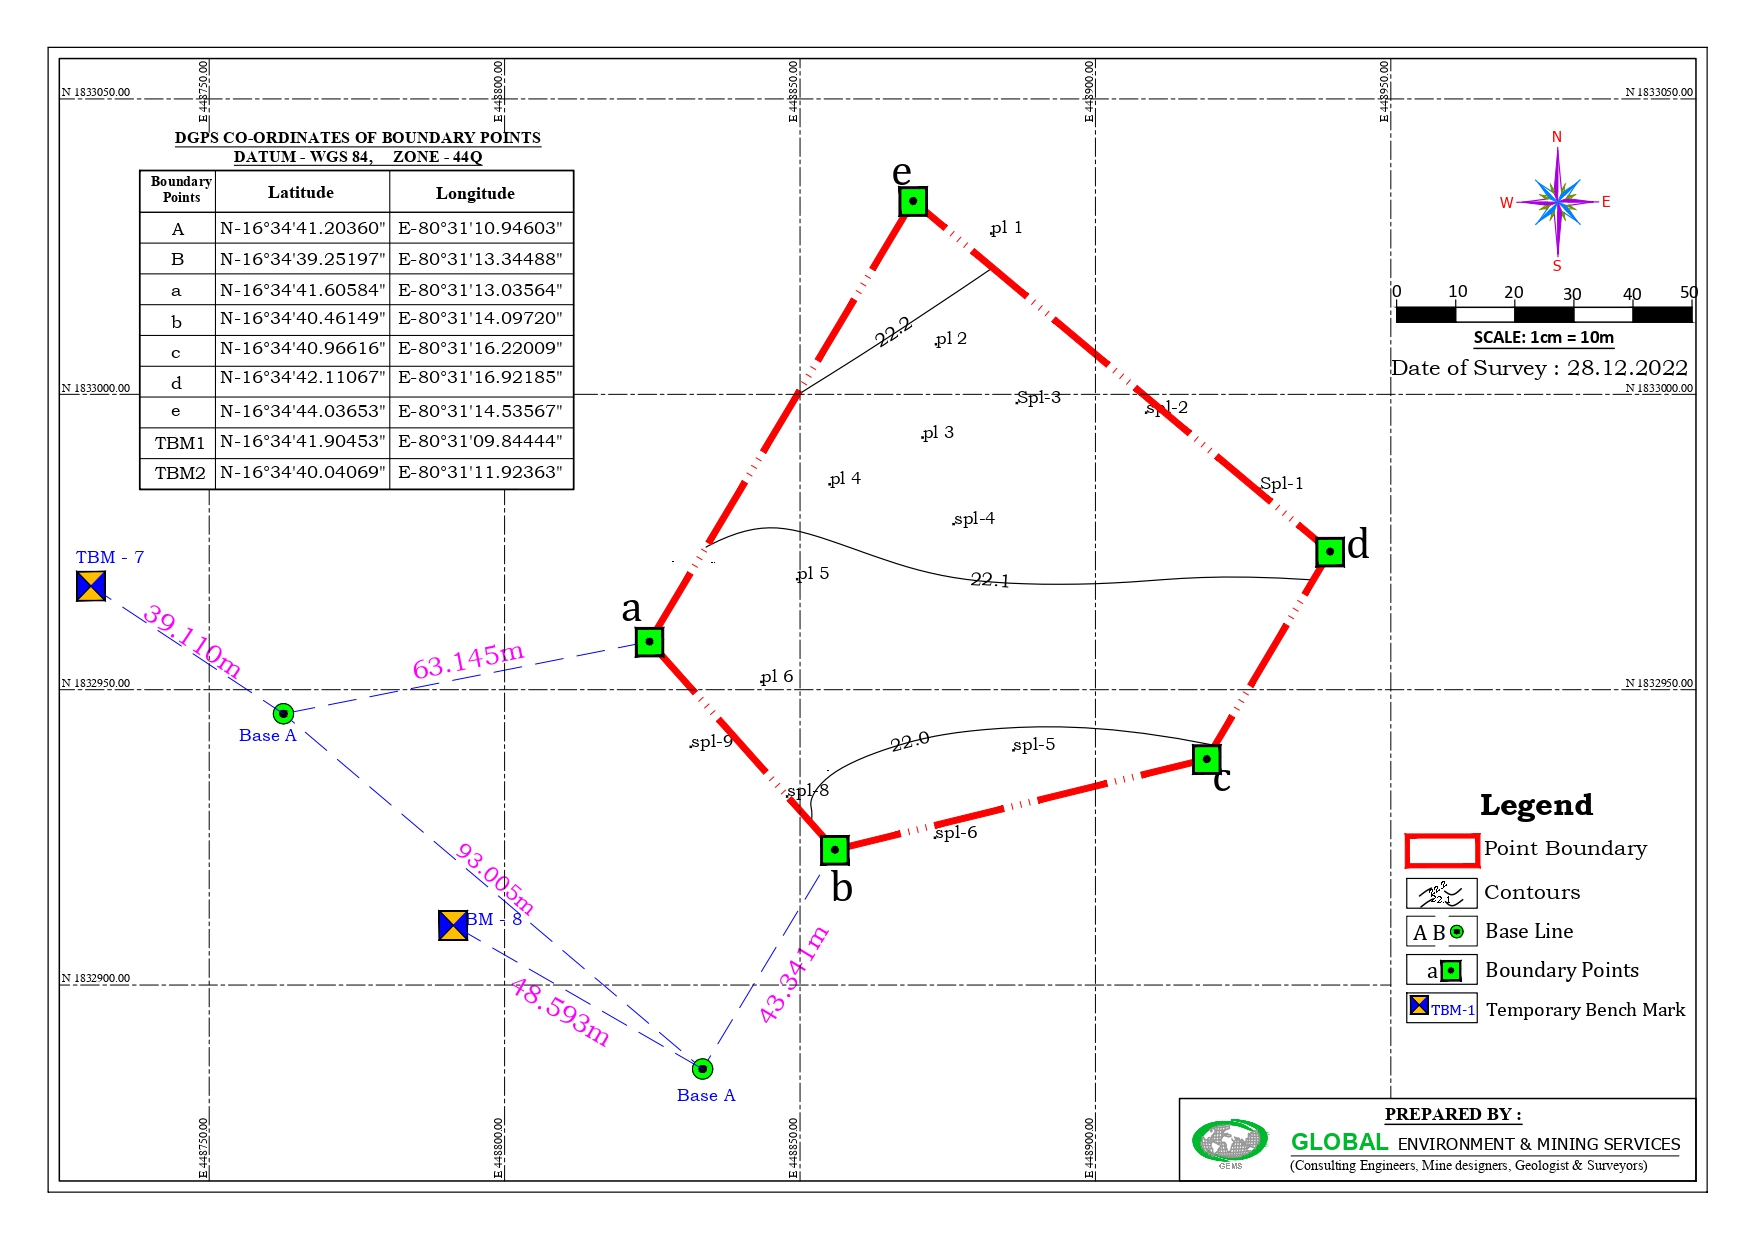 E 448750.00
E 448800.00
E 448850.00
E 448900.00
E 448950.00
N 1833050.00
N 1833050.00
DGPS CO-ORDINATES OF BOUNDARY POINTS
DATUM - WGS 84, ZONE - 44Q
Boundary Points Latitude Longitude
A N-16°34'41.20360" E-80°31'10.94603"
B N-16°34'39.25197" E-80°31'13.34488"
a N-16°34'41.60584" E-80°31'13.03564"
b N-16°34'40.46149" E-80°31'14.09720"
c N-16°34'40.96616" E-80°31'16.22009"
d N-16°34'42.11067" E-80°31'16.92185"
e N-16°34'44.03653" E-80°31'14.53567"
TBM1 N-16°34'41.90453" E-80°31'09.84444"
TBM2 N-16°34'40.04069" E-80°31'11.92363"
N
W E
S
0 10 20 30 40 50
SCALE: 1cm = 10m
Date of Survey : 28.12.2022
N 1833000.00
N 1833000.00
e
pl 1
22.2
pl 2
Spl-3
spl-2
pl 3
pl 4
Spl-1
spl-4
d
TBM - 7
pl 5
22.1
a
39.110m
63.145m
pl 6
N 1832950.00
N 1832950.00
Base A
spl-9
22.0
spl-5
c
spl-8
spl-6
b
93.005m
BM - 8
43.341m
48.593m
N 1832900.00
Base A
Legend
Point Boundary
22.2
22.1
Contours
A B Base Line
a Boundary Points
TBM-1 Temporary Bench Mark
E 448750.00
E 448800.00
E 448850.00
E 448900.00
PREPARED BY :
GEMS
GLOBAL ENVIRONMENT & MINING SERVICES
(Consulting Engineers, Mine designers, Geologist & Surveyors)